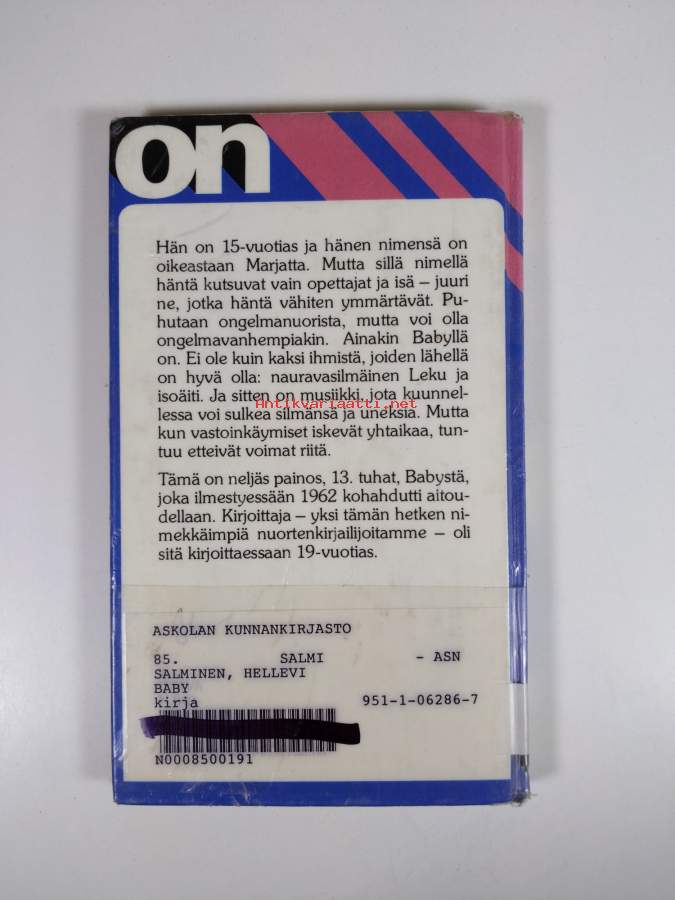 on
Hän on 15-vuotias ja hänen nimensä on
oikeastaan Marjatta. Mutta sillä nimellä
häntä kutsuvat vain opettajat ja isä – juuri
ne, jotka häntä vähiten ymmärtävät. Pu-
hutaan ongelmanuorista, mutta voi olla
ongelmavanhempiakin. Ainakin Babyllä
on. Ei ole kuin kaksi ihmistä, joiden lähellä
on hyvä olla: nauravasilmäinen Leku ja
isoäiti. Ja sitten on musiikki, jota kuunnel-
Antikvariaatti.net
lessa voi sulkea silmänsä ja uneksia. Mutta
kun vastoinkäymiset iskevät yhtaikaa, tun-
tuu etteivät voimat riitä.
Tämä on neljäs painos, 13. tuhat, Babystä,
joka ilmestyessään 1962 kohahdutti aitou-
dellaan. Kirjoittaja – yksi tämän hetken ni-
mekkäimpiä nuortenkirjailijoitamme – oli
sitä kirjoittaessaan 19-vuotias.
ASKOLAN KUNNANKIRJASTO
85. SALMI - ASN
SALMINEN, HELLEVI
BABY
kirja 951-1-06286-7
N0008500191